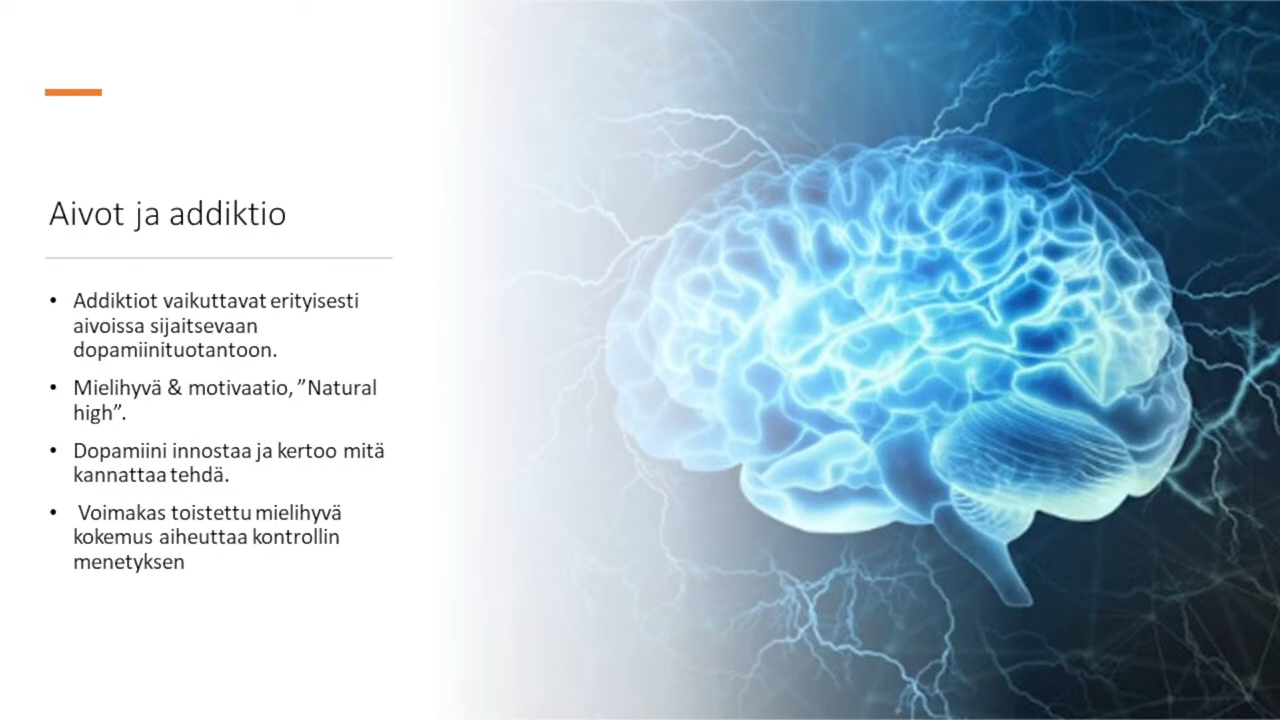 Aivot ja addiktio
• Addiktiot vaikuttavat erityisesti
aivoissa sijaitsevaan
dopamiinituotantoon.
• Mielihyvä & motivaatio, ”Natural
high”.
• Dopamiini innostaa ja kertoo mitä
kannattaa tehdä.
• Voimakas toistettu mielihyvä
kokemus aiheuttaa kontrollin
menetyksen